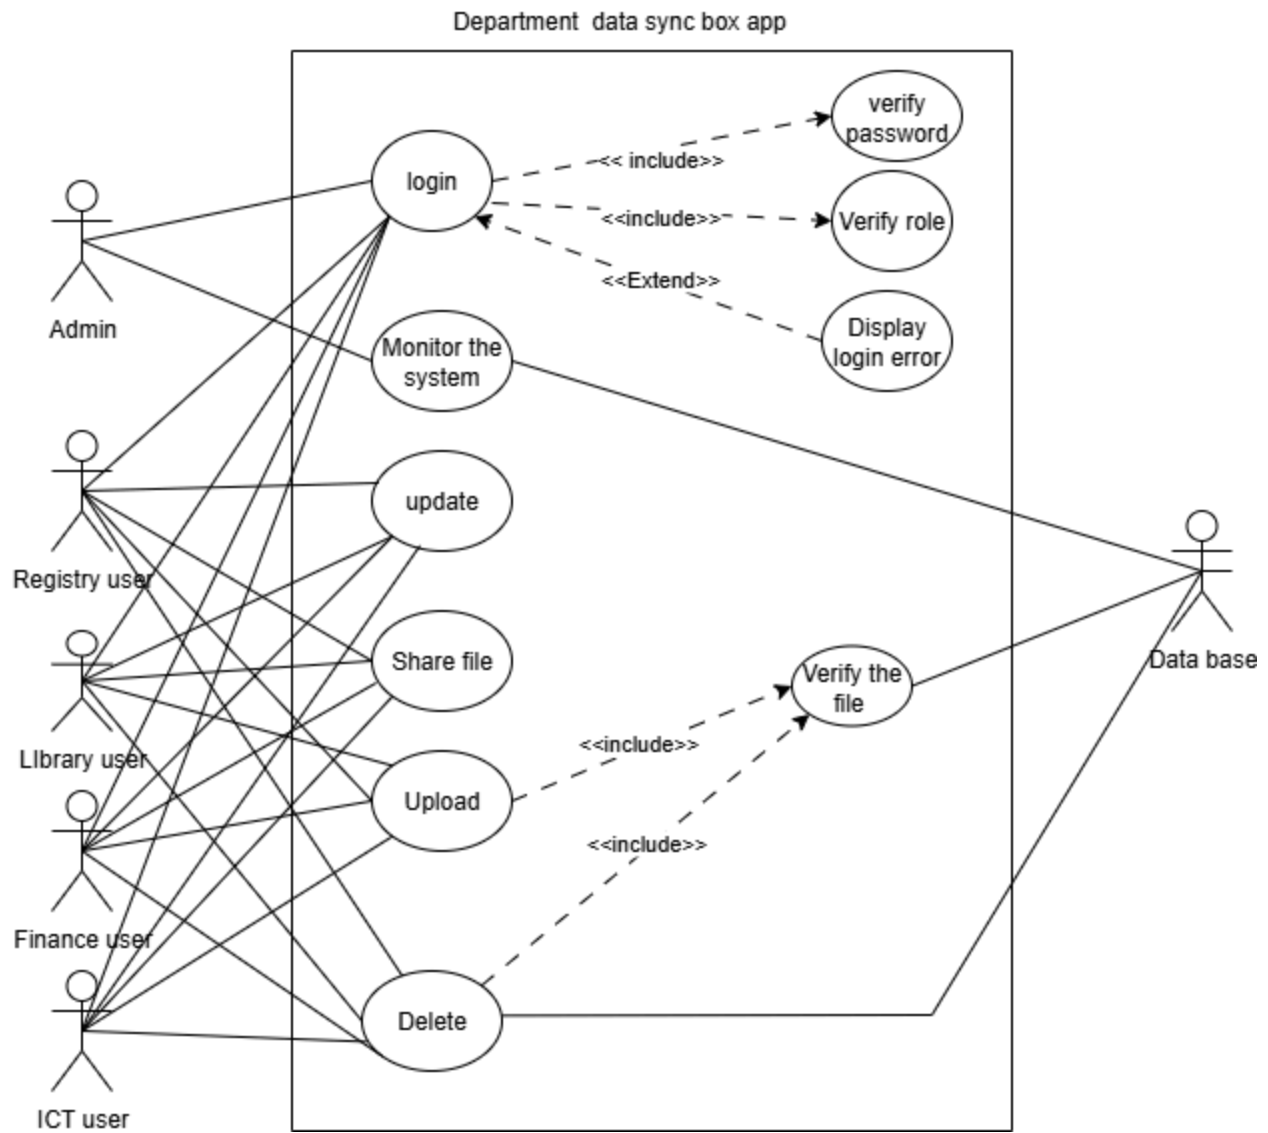 Department data sync box app
verify
password
login
<< include>>
Verify role
<<include>>
<<Extend>>
Display
login error
Admin
Monitor the
system
update
Registry user
Share file
Data base
Verify the
file
<<include>>
LIbrary user
Upload
<<include>>
Finance user
Delete
ICT user